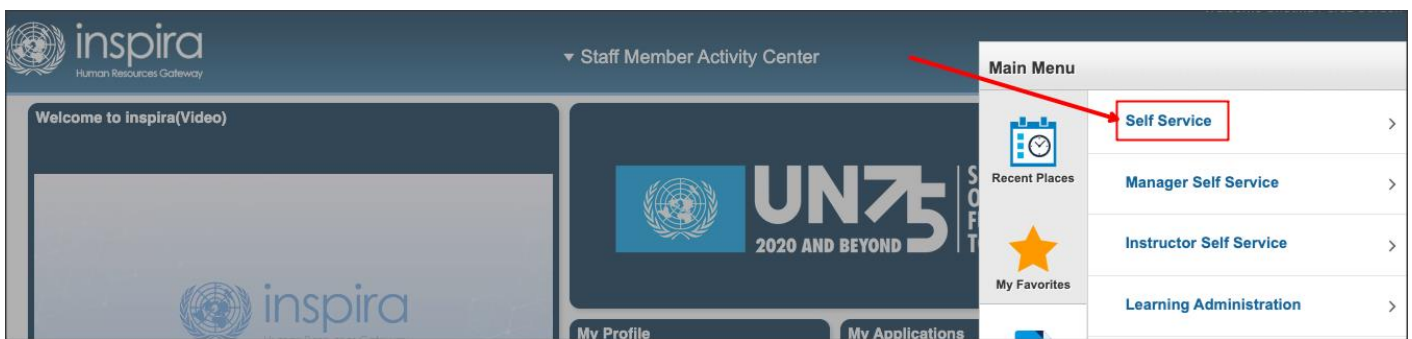 inspira
Human Resources Gateway
Staff Member Activity Center
Main Menu
Welcome to inspira(Video)
Self Service
Recent Places
Manager Self Service
UN75
2020 AND BEYOND
Instructor Self Service
My Favorites
inspira
Learning Administration
My Profile
My Applications